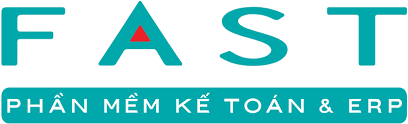 FAST
PHẦN MỀM KẾ TOÁN & ERP